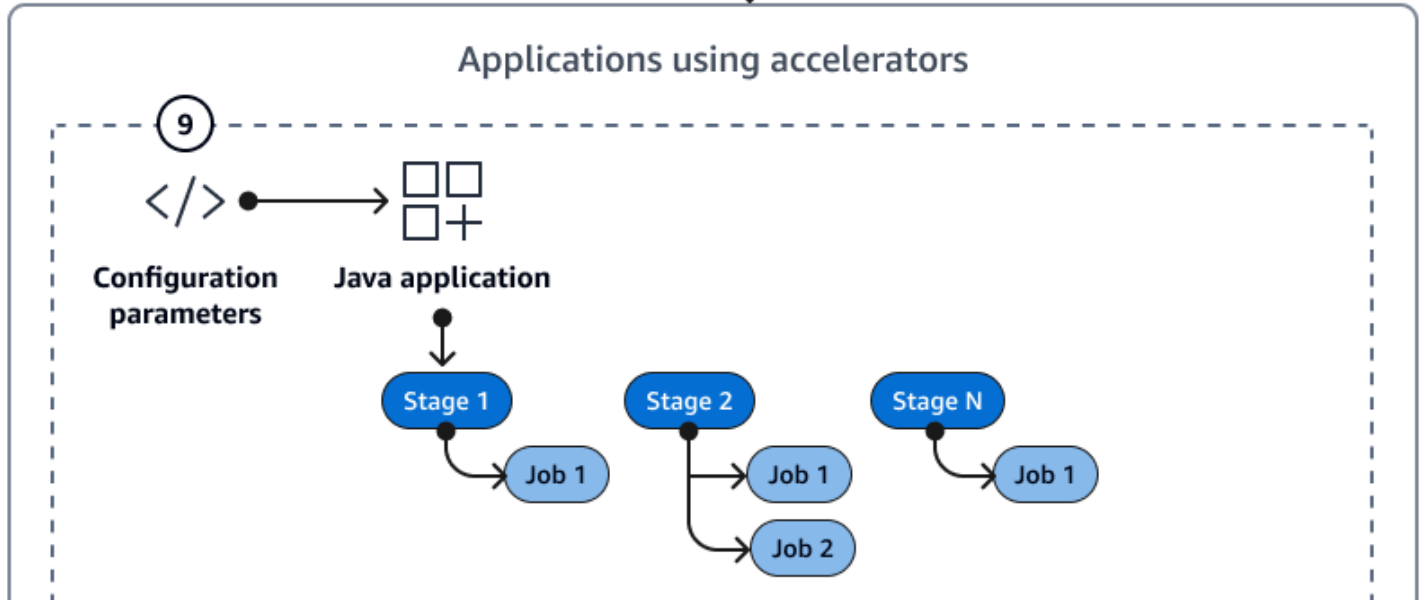 Applications using accelerators
9
</>
Configuration
parameters
Java application
Stage 1
Stage 2
Stage N
Job 1
Job 1
Job 1
Job 2